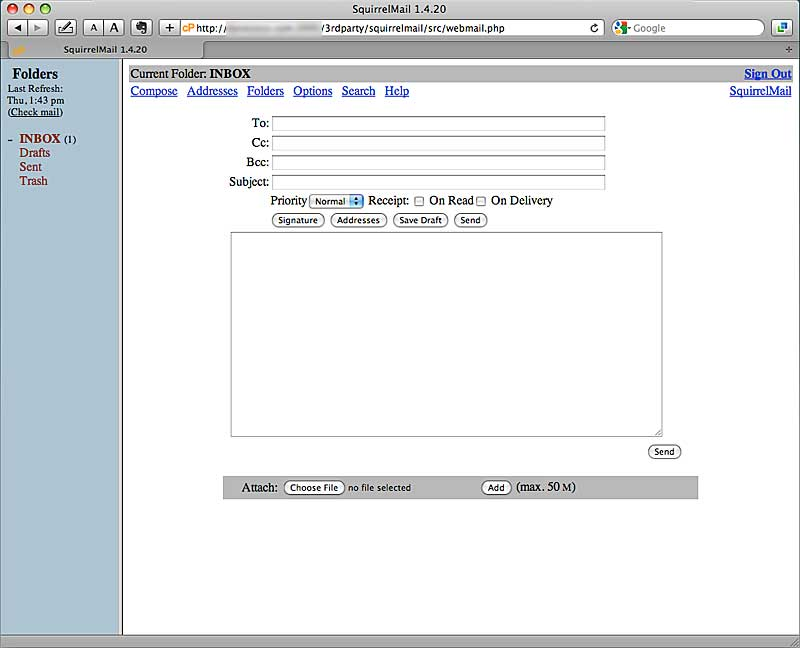 SquirrelMail 1.4.20
A A + cP http:// /3rdparty/squirrelmail/src/webmail.php Google
SquirrelMail 1.4.20 +
Folders
Last Refresh:
Thu, 1:43 pm
(Check mail)
– INBOX (1)
Drafts
Sent
Trash
Current Folder: INBOX Sign Out
Compose Addresses Folders Options Search Help SquirrelMail
To:
Cc:
Bcc:
Subject:
Priority Normal Receipt: On Read On Delivery
Signature Addresses Save Draft Send
Send
Attach: Choose File no file selected Add (max. 50 M)